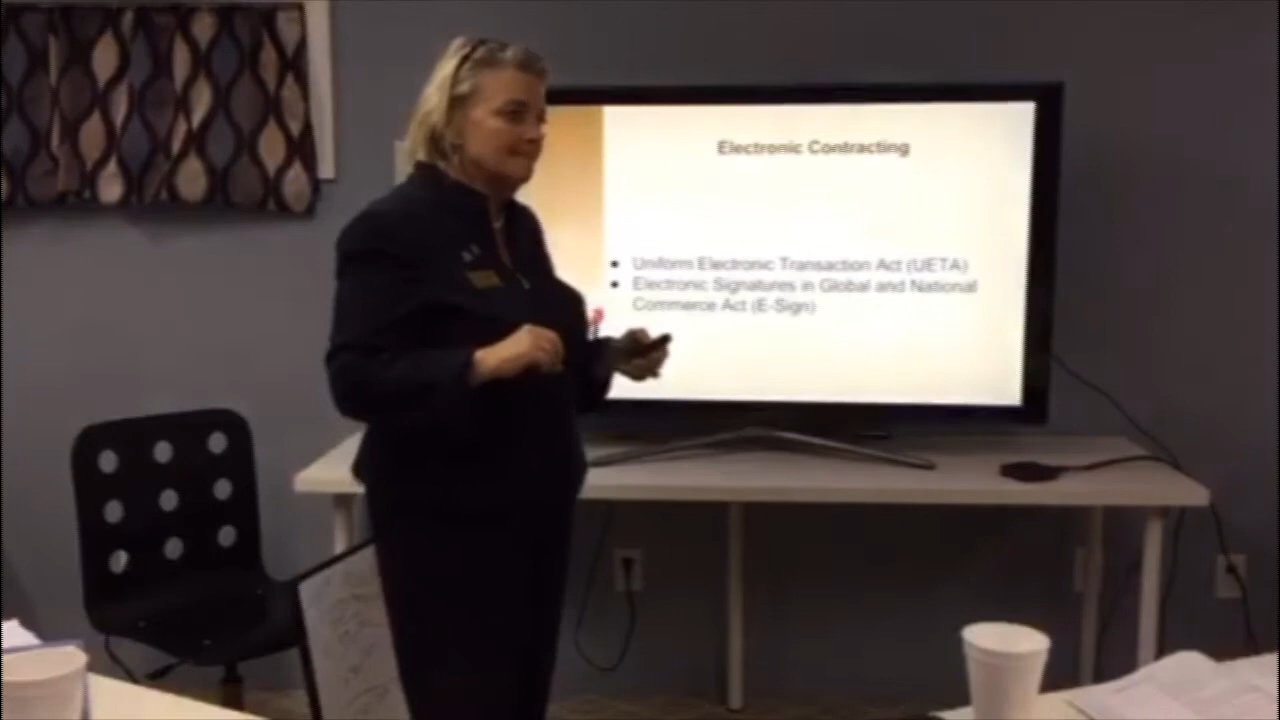 Electronic Contracting
• Uniform Electronic Transaction Act (UETA)
• Electronic Signatures in Global and National
Commerce Act (E-Sign)